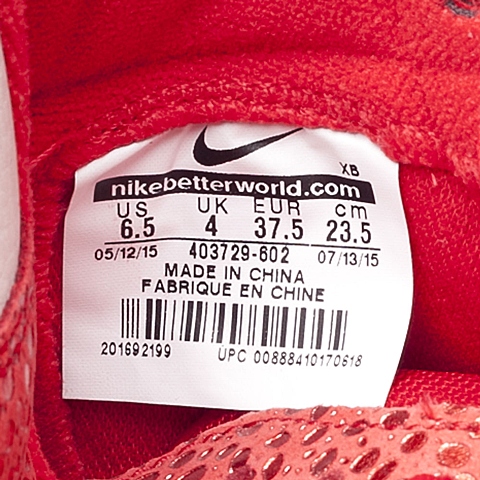 XB
nikebetterworld.com
US UK EUR cm
6.5 4 37.5 23.5
05/12/15 403729-602 07/13/15
MADE IN CHINA
FABRIQUE EN CHINE
201692199 UPC 00888410170618